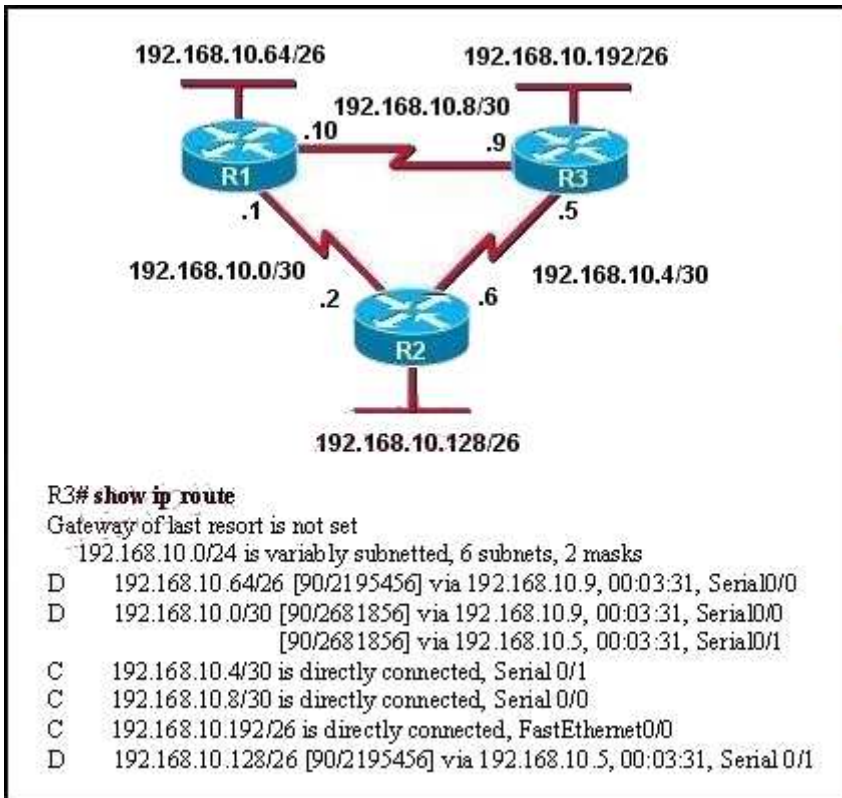 192.168.10.64/26
192.168.10.192/26
192.168.10.8/30
.10
.9
R1
R3
.1
.5
192.168.10.0/30
192.168.10.4/30
.2
.6
R2
192.168.10.128/26
R3# show ip route
Gateway of last resort is not set
192.168.10.0/24 is variably subnetted, 6 subnets, 2 masks
D 192.168.10.64/26 [90/2195456] via 192.168.10.9, 00:03:31, Serial0/0
D 192.168.10.0/30 [90/2681856] via 192.168.10.9, 00:03:31, Serial0/0
[90/2681856] via 192.168.10.5, 00:03:31, Serial0/1
C 192.168.10.4/30 is directly connected, Serial 0/1
C 192.168.10.8/30 is directly connected, Serial 0/0
C 192.168.10.192/26 is directly connected, FastEthernet0/0
D 192.168.10.128/26 [90/2195456] via 192.168.10.5, 00:03:31, Serial 0/1